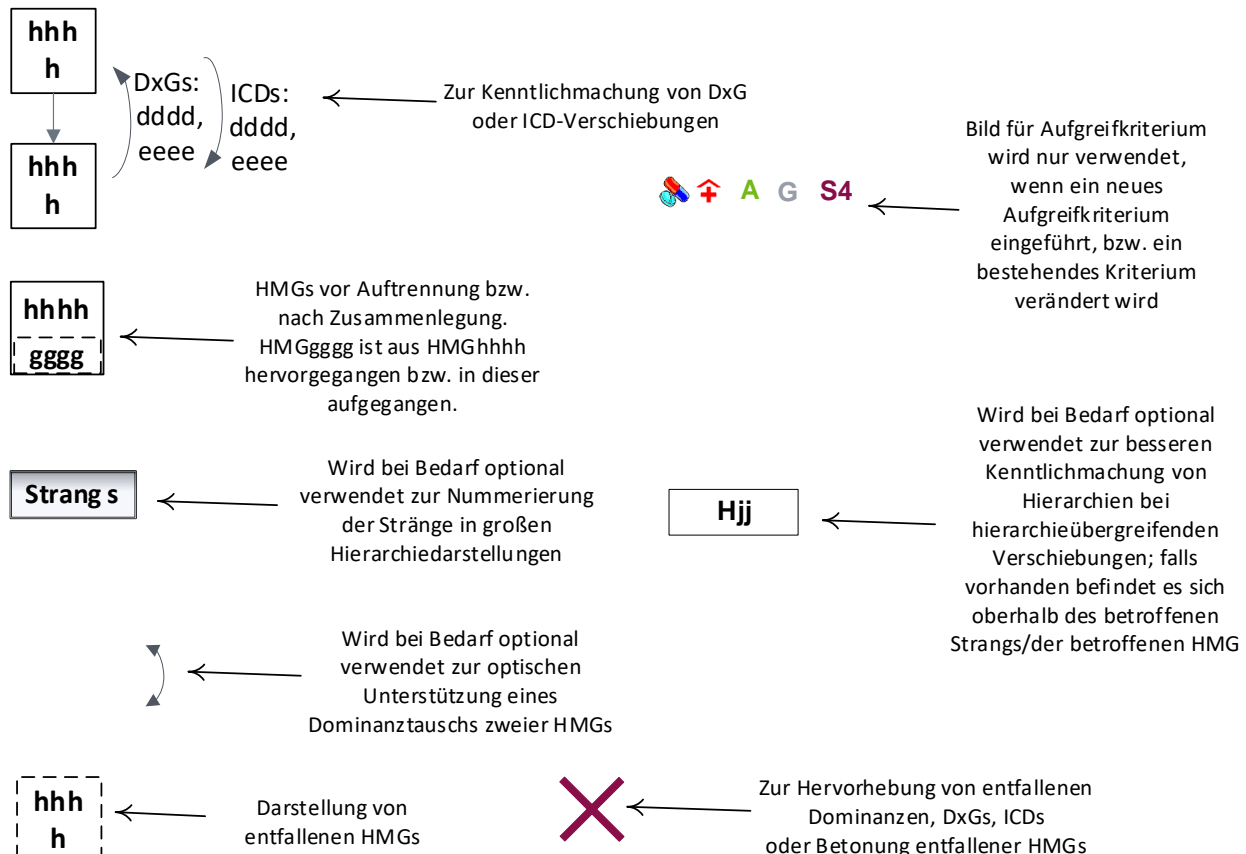 hhh
h
DxGs:
dddd,
eeee
ICDs:
dddd,
eeee
hhh
h
Zur Kenntlichmachung von DxG
oder ICD-Verschiebungen
A G S4
Bild für Aufgreifkriterium
wird nur verwendet,
wenn ein neues
Aufgreifkriterium
eingeführt, bzw. ein
bestehendes Kriterium
verändert wird
hhhh
gggg
HMGs vor Auftrennung bzw.
nach Zusammenlegung.
HMGgggg ist aus HMGhhhh
hervorgegangen bzw. in dieser
aufgegangen.
Strang s
Wird bei Bedarf optional
verwendet zur Nummerierung
der Stränge in großen
Hierarchiedarstellungen
Hjj
Wird bei Bedarf optional
verwendet zur besseren
Kenntlichmachung von
Hierarchien bei
hierarchieübergreifenden
Verschiebungen; falls
vorhanden befindet es sich
oberhalb des betroffenen
Strangs/der betroffenen HMG
Wird bei Bedarf optional
verwendet zur optischen
Unterstützung eines
Dominanztauschs zweier HMGs
hhh
h
Darstellung von
entfallenen HMGs
Zur Hervorhebung von entfallenen
Dominanzen, DxGs, ICDs
oder Betonung entfallener HMGs